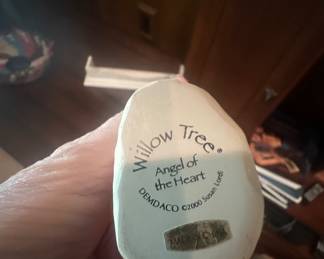 Willow Tree®
Angel of
the Heart
DEMDACO ©2000 Susan Lordi